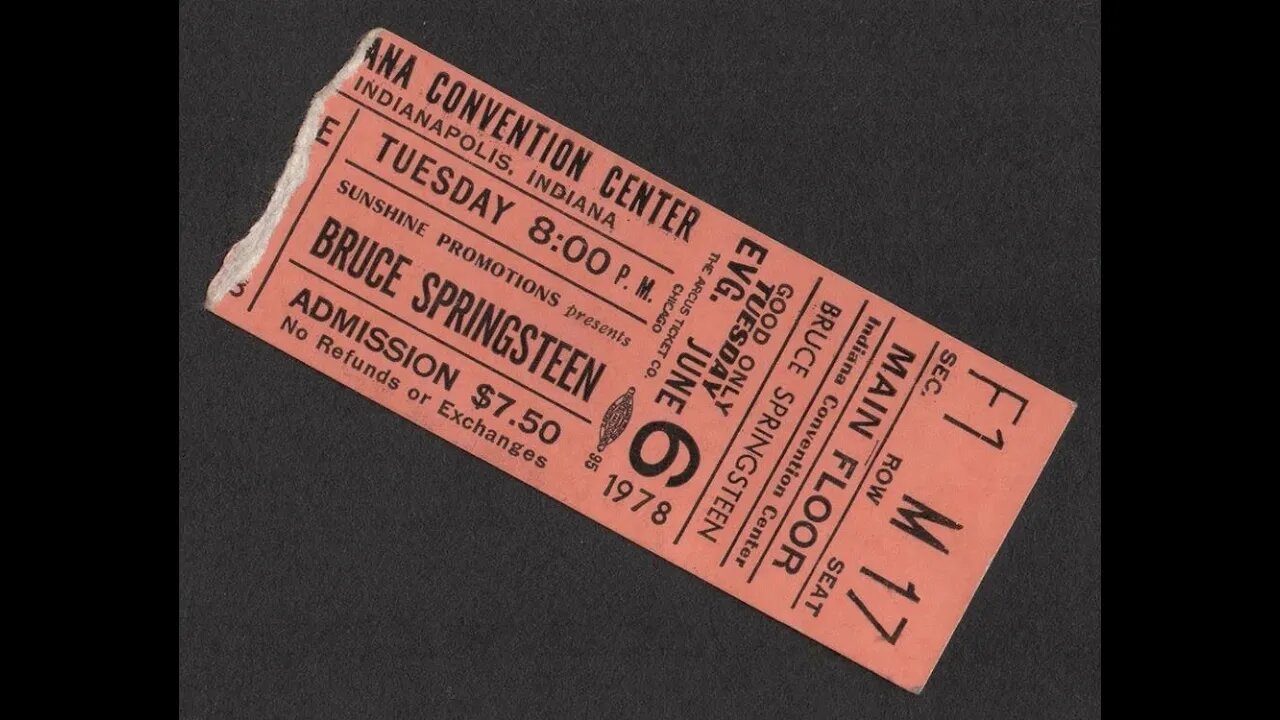 ANA CONVENTION CENTER
INDIANAPOLIS, INDIANA
E
TUESDAY 8:00 P.M.
SUNSHINE PROMOTIONS presents
BRUCE SPRINGSTEEN
ADMISSION $7.50
No Refunds or Exchanges
THE ARCUS TICKET CO.
CHICAGO
95
GOOD ONLY
TUESDAY
EVG. JUNE 6
1978
BRUCE SPRINGSTEEN
Indiana Convention Center
MAIN FLOOR
SEC. ROW SEAT
F1 M 17